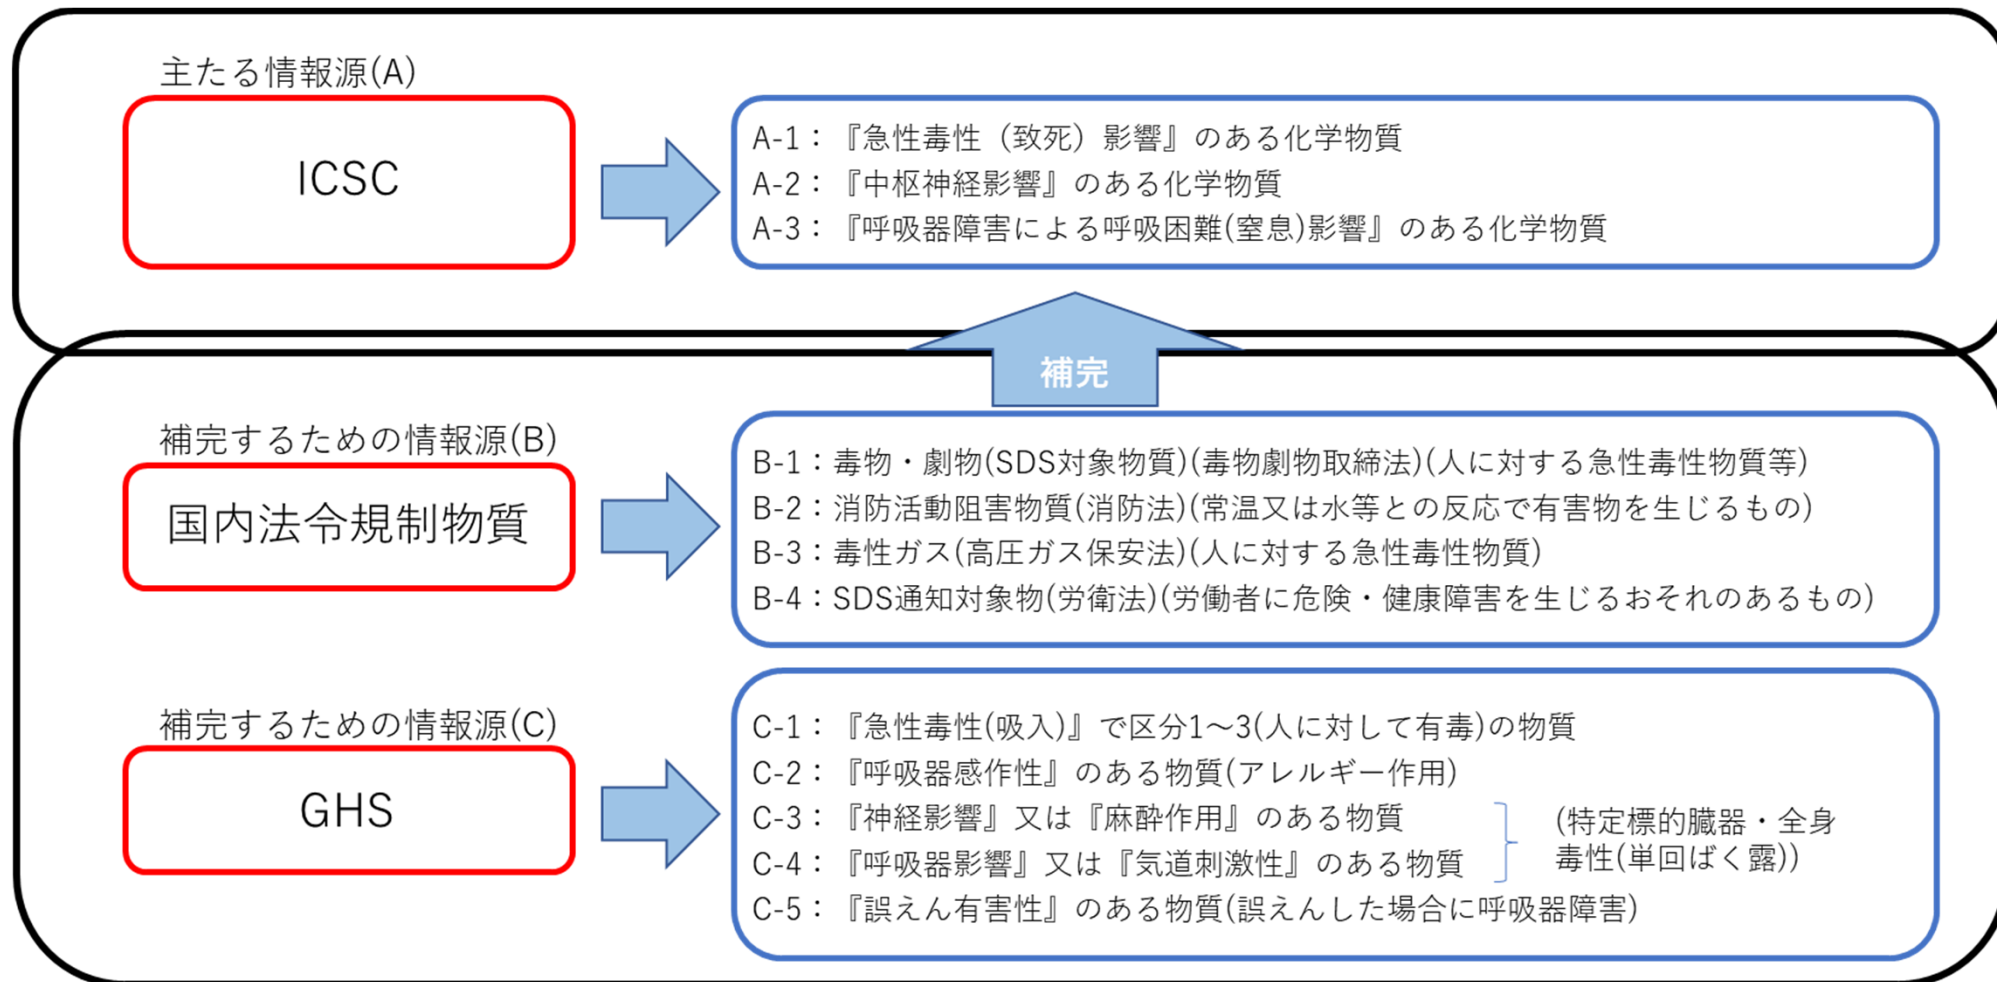 主たる情報源(A)
ICSC
A-1：『急性毒性（致死）影響』のある化学物質
A-2：『中枢神経影響』のある化学物質
A-3：『呼吸器障害による呼吸困難(窒息)影響』のある化学物質
補完
補完するための情報源(B)
国内法令規制物質
B-1：毒物・劇物(SDS対象物質)(毒物劇物取締法)(人に対する急性毒性物質等)
B-2：消防活動阻害物質(消防法)(常温又は水等との反応で有害物を生じるもの)
B-3：毒性ガス(高圧ガス保安法)(人に対する急性毒性物質)
B-4：SDS通知対象物(労衛法)(労働者に危険・健康障害を生じるおそれのあるもの)
補完するための情報源(C)
GHS
C-1：『急性毒性(吸入)』で区分1～3(人に対して有毒)の物質
C-2：『呼吸器感作性』のある物質(アレルギー作用)
C-3：『神経影響』又は『麻酔作用』のある物質
C-4：『呼吸器影響』又は『気道刺激性』のある物質
(特定標的臓器・全身
毒性(単回ばく露))
C-5：『誤えん有害性』のある物質(誤えんした場合に呼吸器障害)